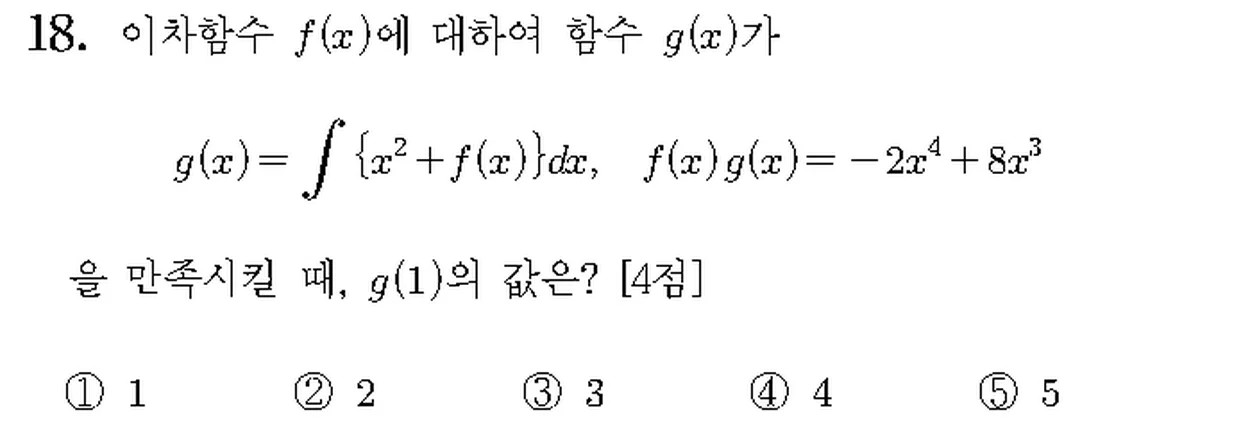 18. 이차함수 f(x)에 대하여 함수 g(x)가
g(x)=∫{x²+f(x)}dx, f(x)g(x)=−2x⁴+8x³
을 만족시킬 때, g(1)의 값은? [4점]
① 1 ② 2 ③ 3 ④ 4 ⑤ 5